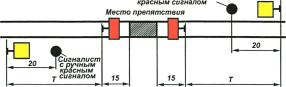 красным сигналом
Место препятствия
20
20
Сигналист
с ручным
красным
сигналом
Т
15
15
Т